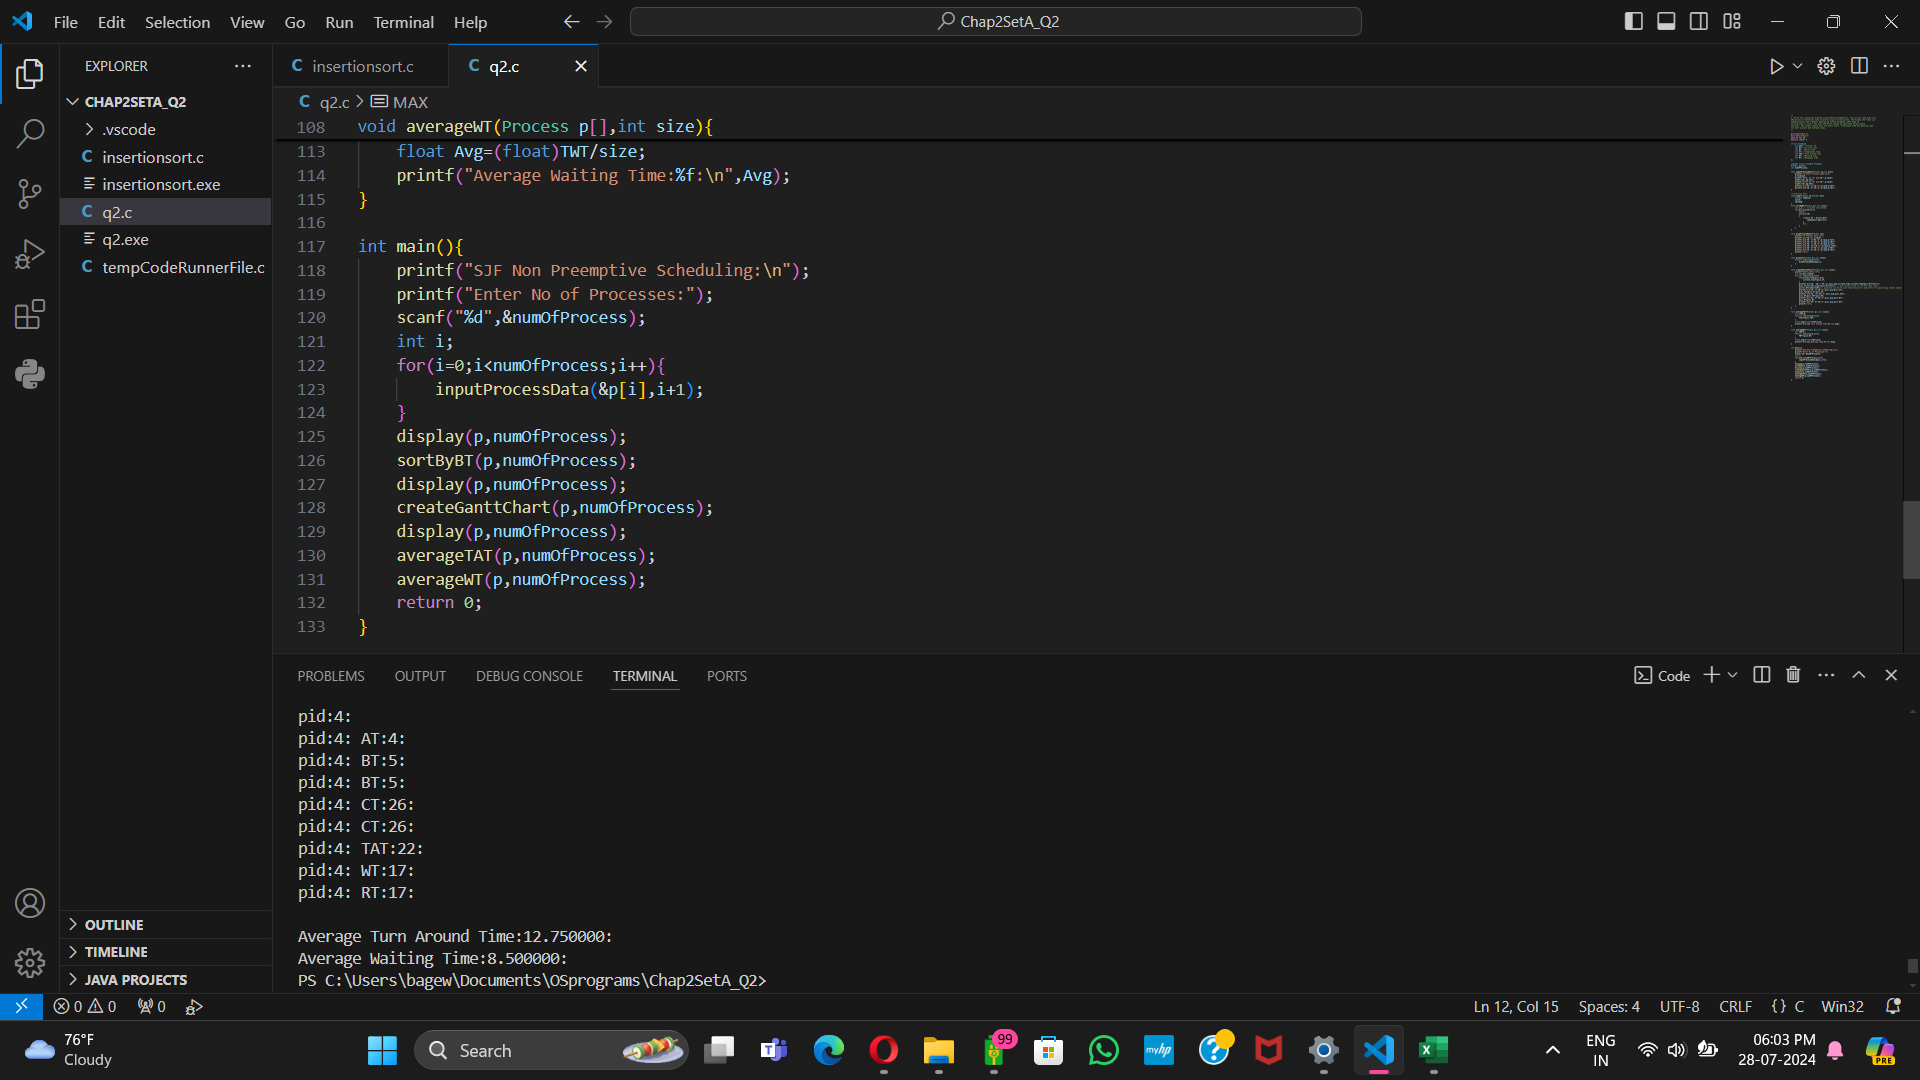 File Edit Selection View Go Run Terminal Help
Chap2SetA_Q2
EXPLORER
CHAP2SETA_Q2
.vscode
C insertionsort.c
insertionsort.exe
C q2.c
q2.exe
C tempCodeRunnerFile.c
OUTLINE
TIMELINE
JAVA PROJECTS
C insertionsort.c
C q2.c
C q2.c > MAX
108 void averageWT(Process p[],int size){
113 float Avg=(float)TWT/size;
114 printf("Average Waiting Time:%f:\n",Avg);
115 }
116
117 int main(){
118 printf("SJF Non Preemptive Scheduling:\n");
119 printf("Enter No of Processes:");
120 scanf("%d",&numOfProcess);
121 int i;
122 for(i=0;i<numOfProcess;i++){
123 inputProcessData(&p[i],i+1);
124 }
125 display(p,numOfProcess);
126 sortByBT(p,numOfProcess);
127 display(p,numOfProcess);
128 createGanttChart(p,numOfProcess);
129 display(p,numOfProcess);
130 averageTAT(p,numOfProcess);
131 averageWT(p,numOfProcess);
132 return 0;
133 }
PROBLEMS OUTPUT DEBUG CONSOLE TERMINAL PORTS
Code
pid:4:
pid:4: AT:4:
pid:4: BT:5:
pid:4: BT:5:
pid:4: CT:26:
pid:4: CT:26:
pid:4: TAT:22:
pid:4: WT:17:
pid:4: RT:17:
Average Turn Around Time:12.750000:
Average Waiting Time:8.500000:
PS C:\Users\bagew\Documents\OSprograms\Chap2SetA_Q2>
0 0 0
Ln 12, Col 15 Spaces: 4 UTF-8 CRLF {} C Win32
76°F
Cloudy
Search
99
myhp
ENG
IN
06:03 PM
28-07-2024
PRE